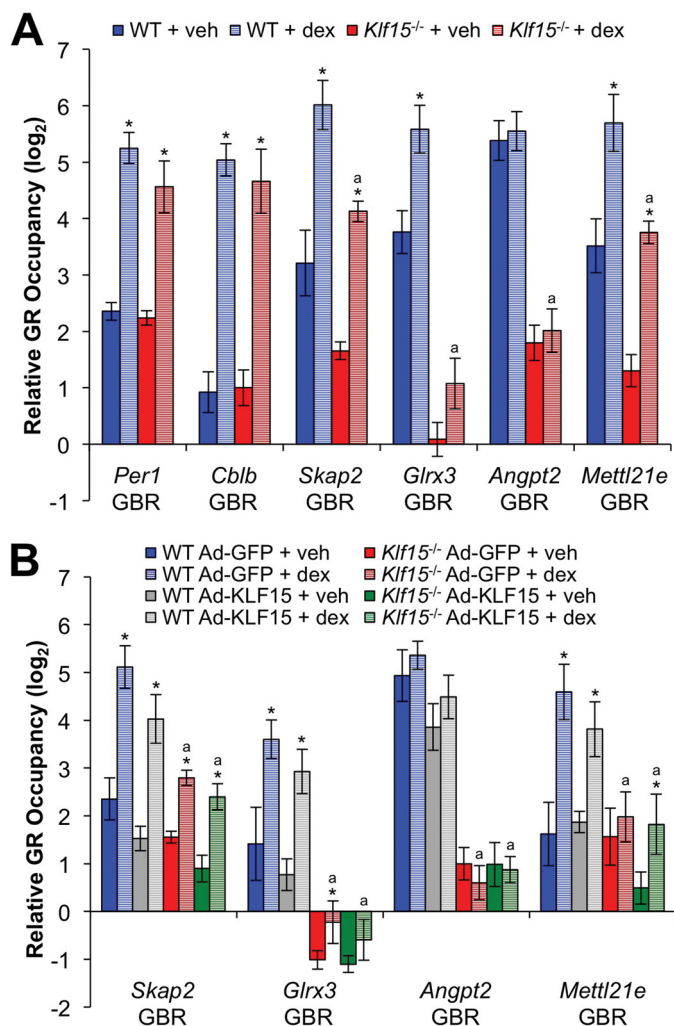 A
WT + veh WT + dex Klf15-/- + veh Klf15-/- + dex
Relative GR Occupancy (log2)
7
6
5
4
3
2
1
0
-1
* * * * * a * * a * a *
Per1 Cblb Skap2 Glrx3 Angpt2 Mettl21e
GBR GBR GBR GBR GBR GBR
B
WT Ad-GFP + veh Klf15-/- Ad-GFP + veh
WT Ad-GFP + dex Klf15-/- Ad-GFP + dex
WT Ad-KLF15 + veh Klf15-/- Ad-KLF15 + veh
WT Ad-KLF15 + dex Klf15-/- Ad-KLF15 + dex
Relative GR Occupancy (log2)
7
6
5
4
3
2
1
0
-1
-2
* * a * a * * * a * a a a * * a a *
Skap2 Glrx3 Angpt2 Mettl21e
GBR GBR GBR GBR